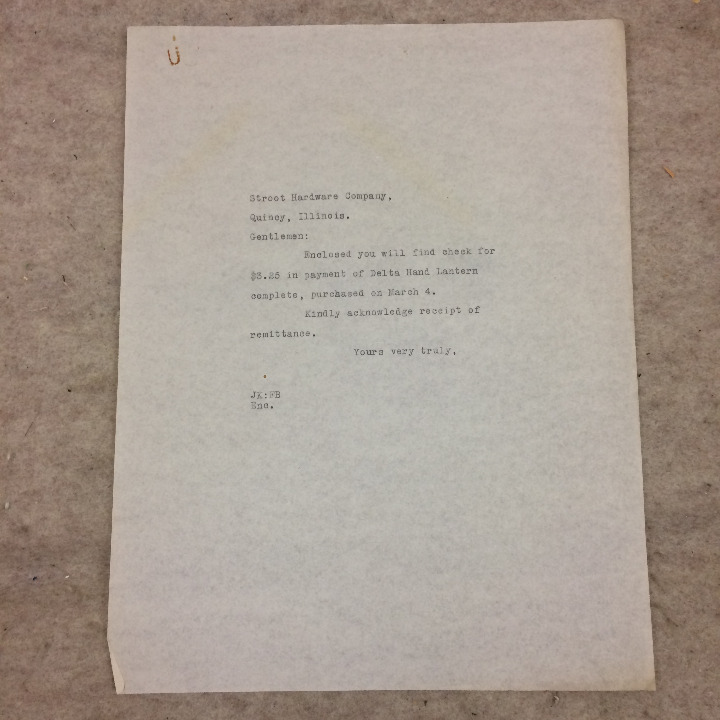 Stroot Hardware Company,
Quincy, Illinois.
Gentlemen:
Enclosed you will find check for
$3.25 in payment of Delta Hand Lantern
complete, purchased on March 4.
Kindly acknowledge receipt of
remittance.
Yours very truly,
JK:FB
Enc.